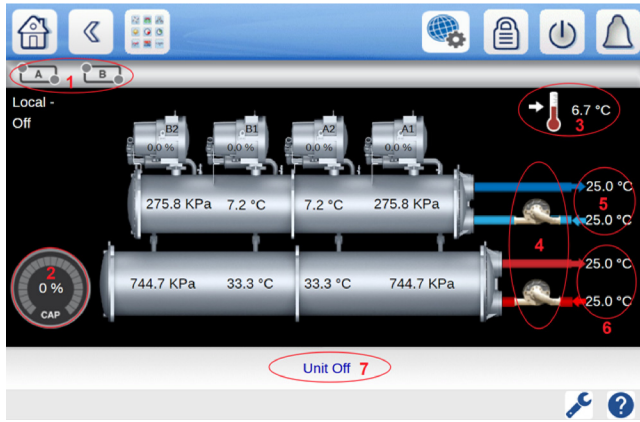 A B
1
Local -
Off
B2 B1 A2 A1
0,0 % 0,0 % 0,0 % 0,0 %
6.7 °C
3
275.8 KPa 7.2 °C 7.2 °C 275.8 KPa
25.0 °C
5
25.0 °C
4
2
0 %
CAP
744.7 KPa 33.3 °C 33.3 °C 744.7 KPa
25.0 °C
25.0 °C
6
Unit Off 7
?